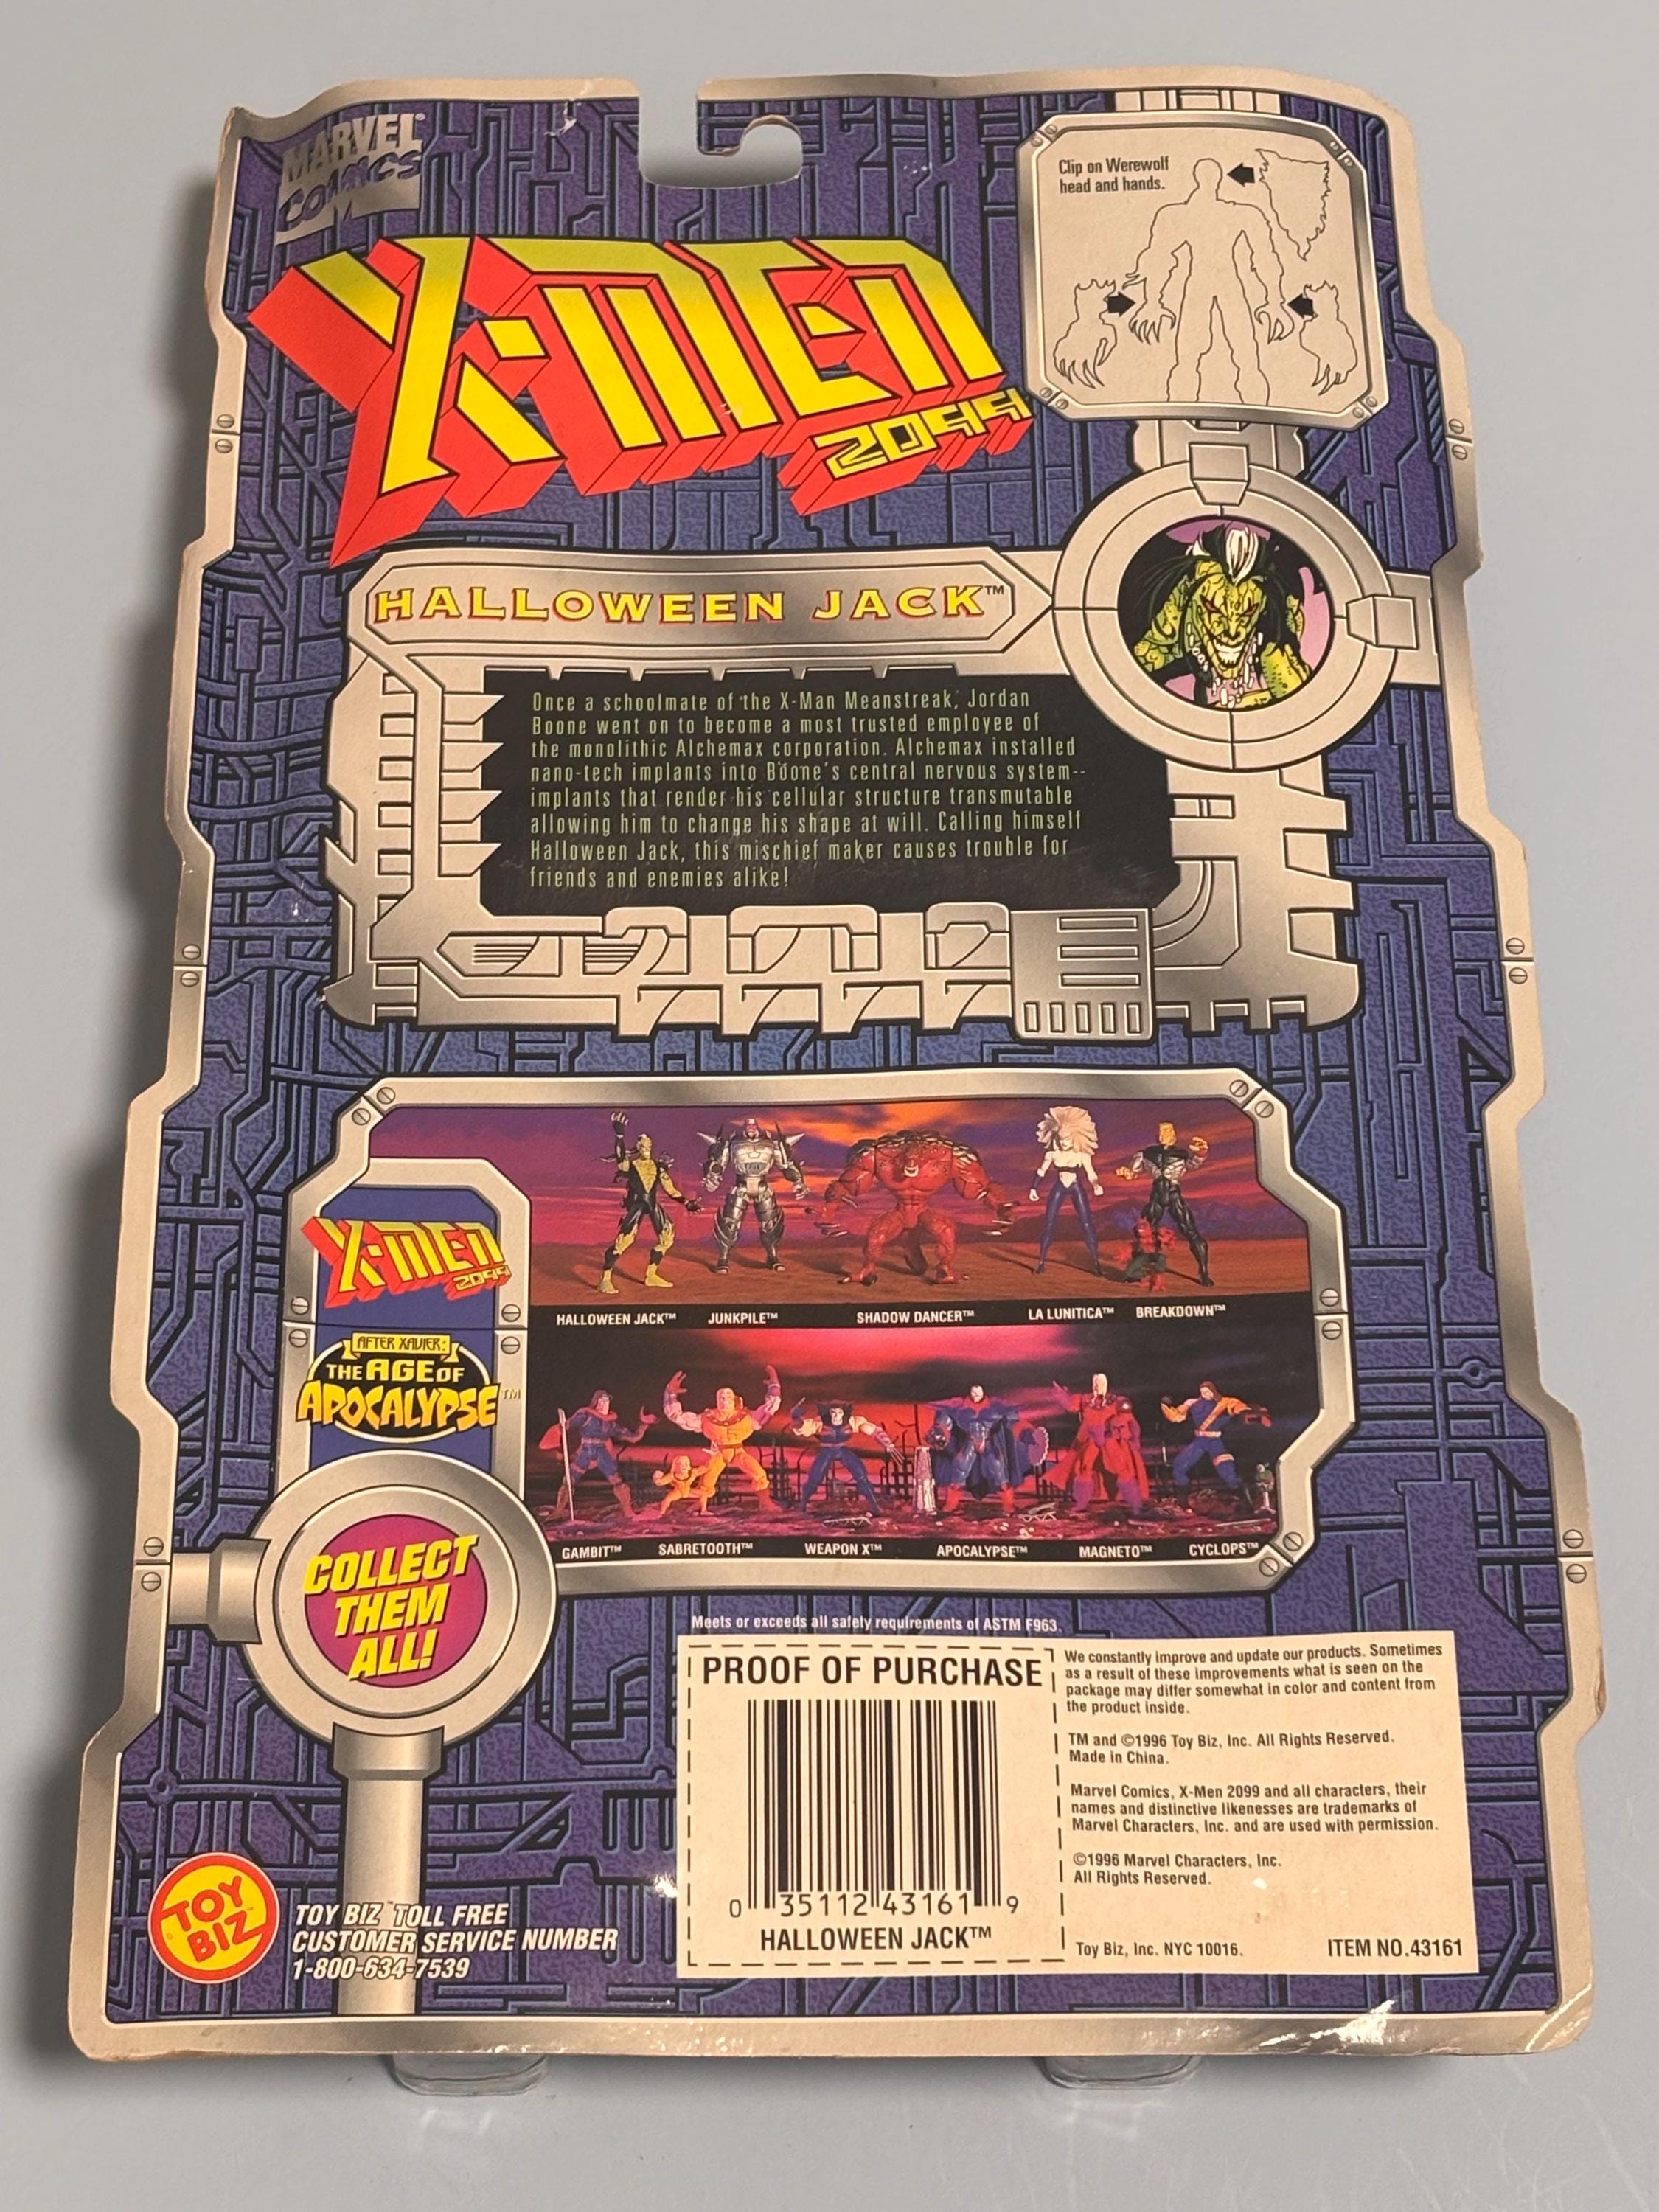 MARVEL
COMICS
Clip on Werewolf
head and hands.
X-MEN
2099
HALLOWEEN JACK™
Once a schoolmate of the X-Man Meanstreak, Jordan
Boone went on to become a most trusted employee of
the monolithic Alchemax corporation. Alchemax installed
nano-tech implants into Boone's central nervous system--
implants that render his cellular structure transmutable
allowing him to change his shape at will. Calling himself
Halloween Jack, this mischief maker causes trouble for
friends and enemies alike!
X-MEN
2099
HALLOWEEN JACK™ JUNKPILE™ SHADOW DANCER™ LA LUNITICA™ BREAKDOWN™
AFTER XAVIER:
THE AGE OF
APOCALYPSE™
GAMBIT™ SABRETOOTH™ WEAPON X™ APOCALYPSE™ MAGNETO™ CYCLOPS™
COLLECT
THEM
ALL!
Meets or exceeds all safety requirements of ASTM F963.
PROOF OF PURCHASE
0 35112 43161 9
HALLOWEEN JACK™
We constantly improve and update our products. Sometimes
as a result of these improvements what is seen on the
package may differ somewhat in color and content from
the product inside.
TM and ©1996 Toy Biz, Inc. All Rights Reserved.
Made in China.
Marvel Comics, X-Men 2099 and all characters, their
names and distinctive likenesses are trademarks of
Marvel Characters, Inc. and are used with permission.
©1996 Marvel Characters, Inc.
All Rights Reserved.
Toy Biz, Inc. NYC 10016. ITEM NO.43161
TOY
BIZ
TOY BIZ™ TOLL FREE
CUSTOMER SERVICE NUMBER
1-800-634-7539